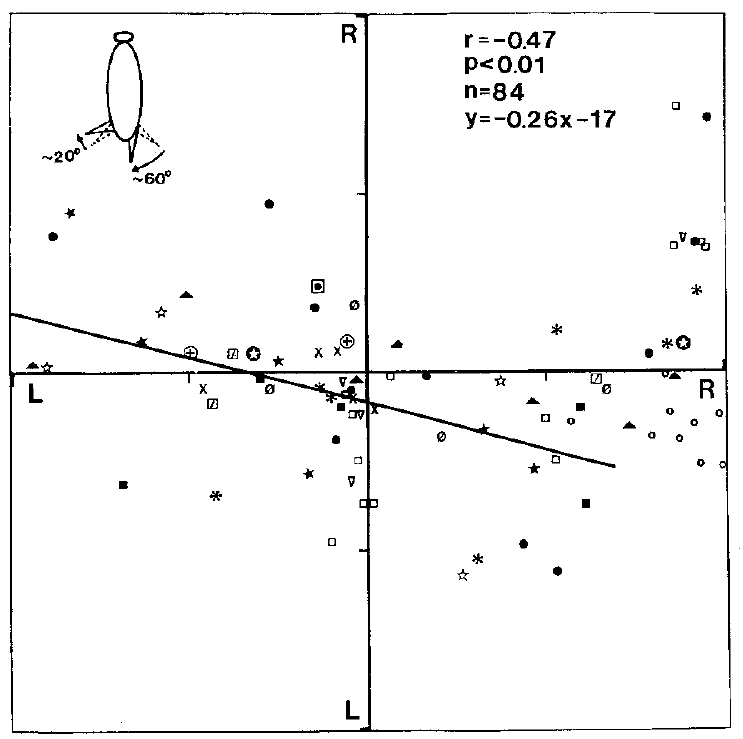 R
r=-0.47
p<0.01
n=84
y=-0.26x-17
~20°
~60°
L
R
L